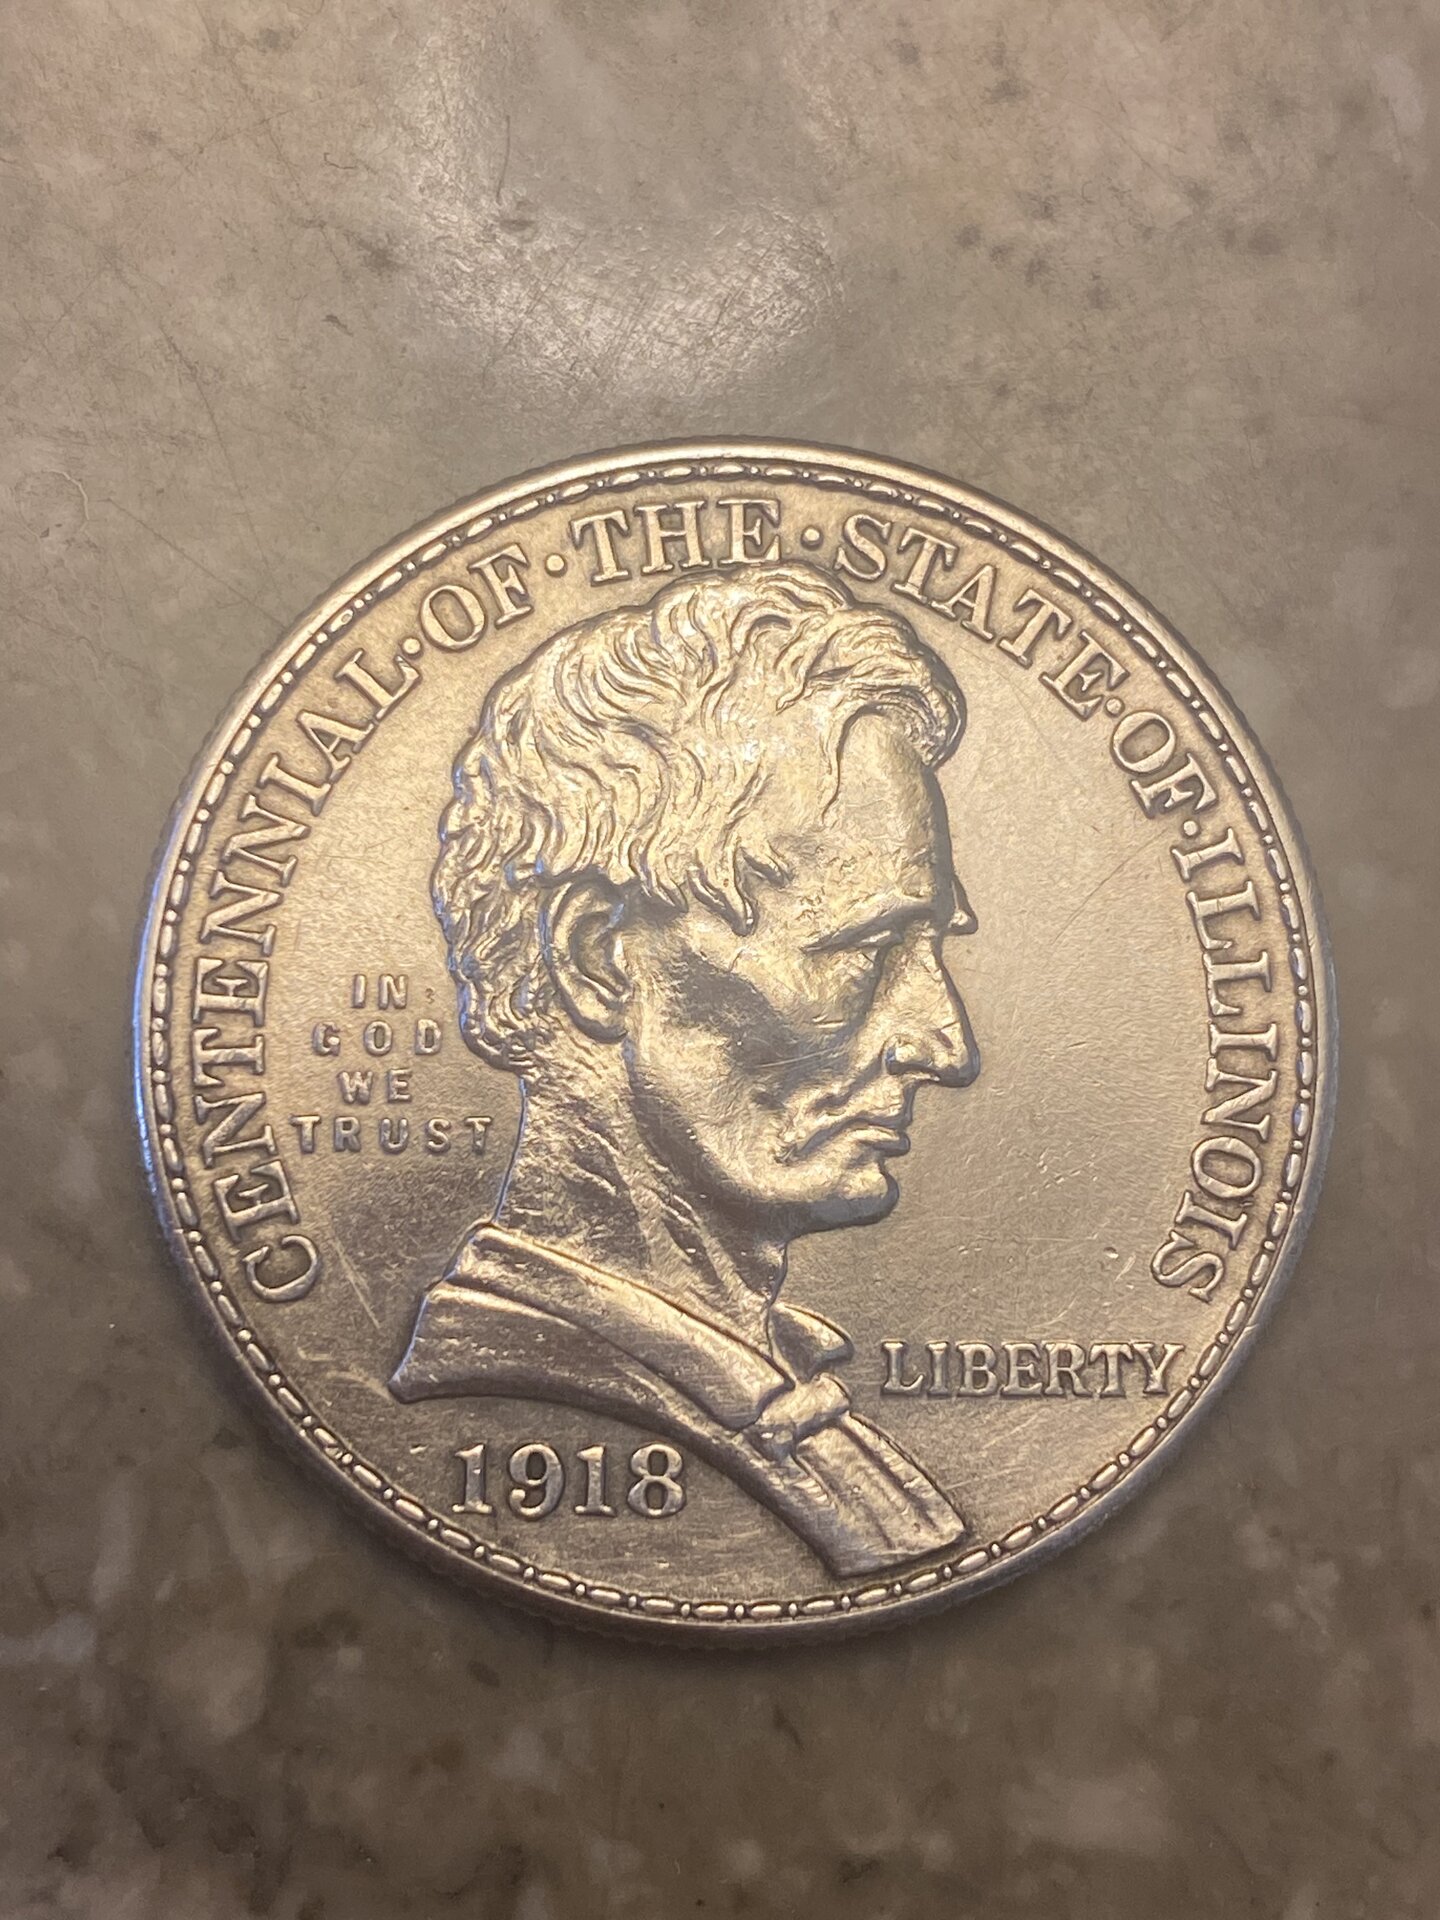 CENTENNIAL·OF·THE·STATE·OF·ILLINOIS
IN
GOD
WE
TRUST
LIBERTY
1918